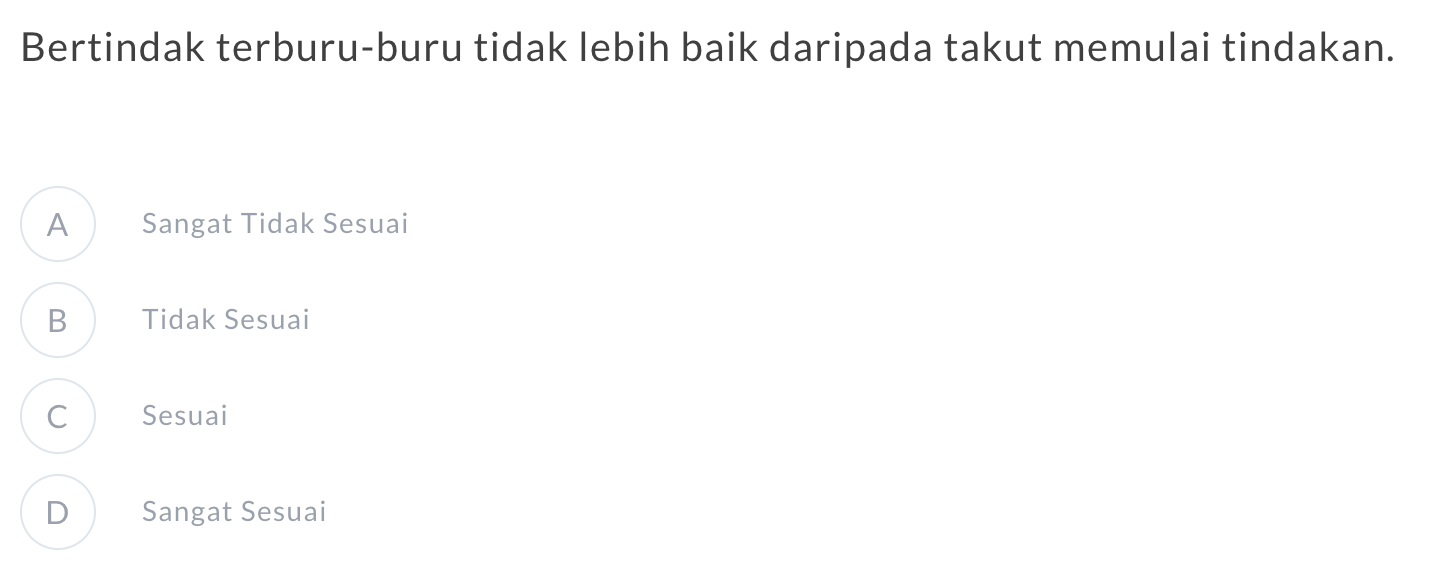 Bertindak terburu-buru tidak lebih baik daripada takut memulai tindakan.
A Sangat Tidak Sesuai
B Tidak Sesuai
C Sesuai
D Sangat Sesuai